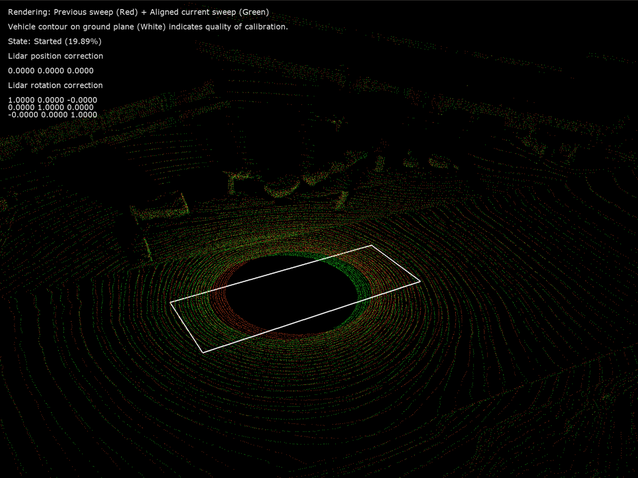 Rendering: Previous sweep (Red) + Aligned current sweep (Green)
Vehicle contour on ground plane (White) indicates quality of calibration.
State: Started (19.89%)
Lidar position correction
0.0000 0.0000 0.0000
Lidar rotation correction
1.0000 0.0000 -0.0000
0.0000 1.0000 0.0000
-0.0000 0.0000 1.0000